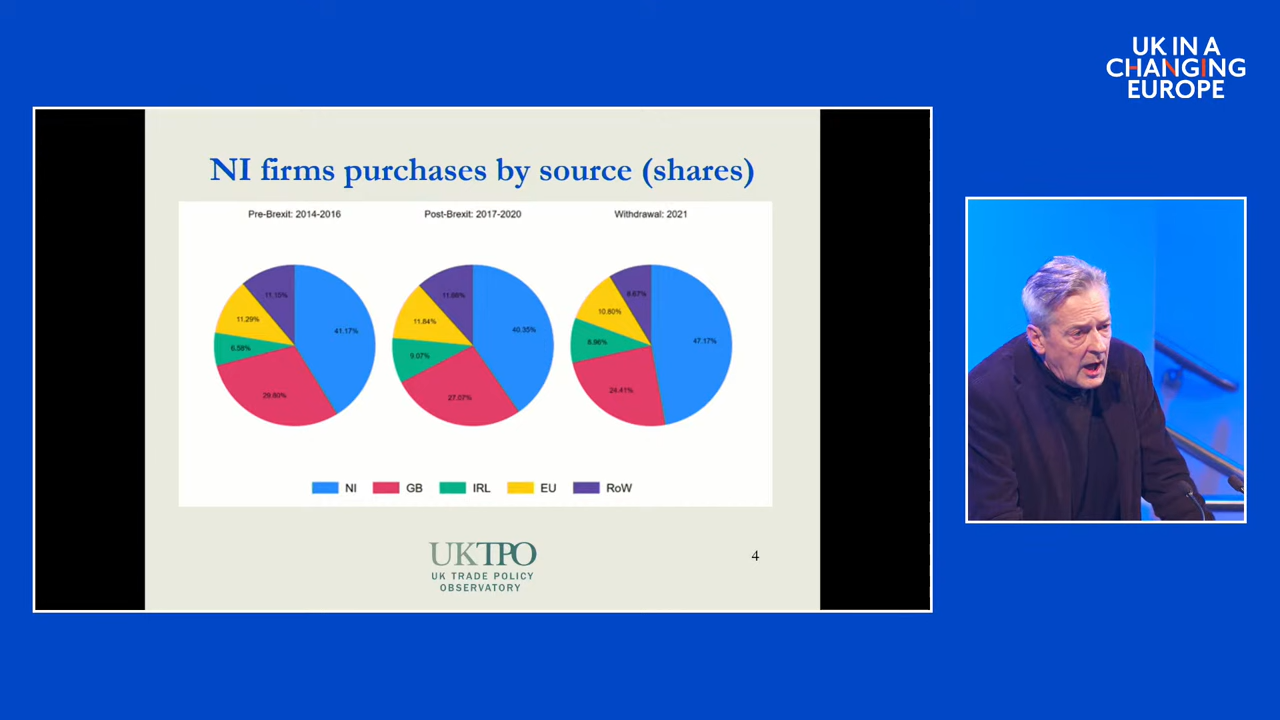 UK IN A
CHANGING
EUROPE
NI firms purchases by source (shares)
Pre-Brexit: 2014-2016
Post-Brexit: 2017-2020
Withdrawal: 2021
11.15%
11.29%
6.58%
29.80%
41.17%
11.66%
11.84%
9.07%
27.07%
40.35%
8.67%
10.80%
8.96%
24.41%
47.17%
NI GB IRL EU RoW
UKTPO
UK TRADE POLICY
OBSERVATORY
4